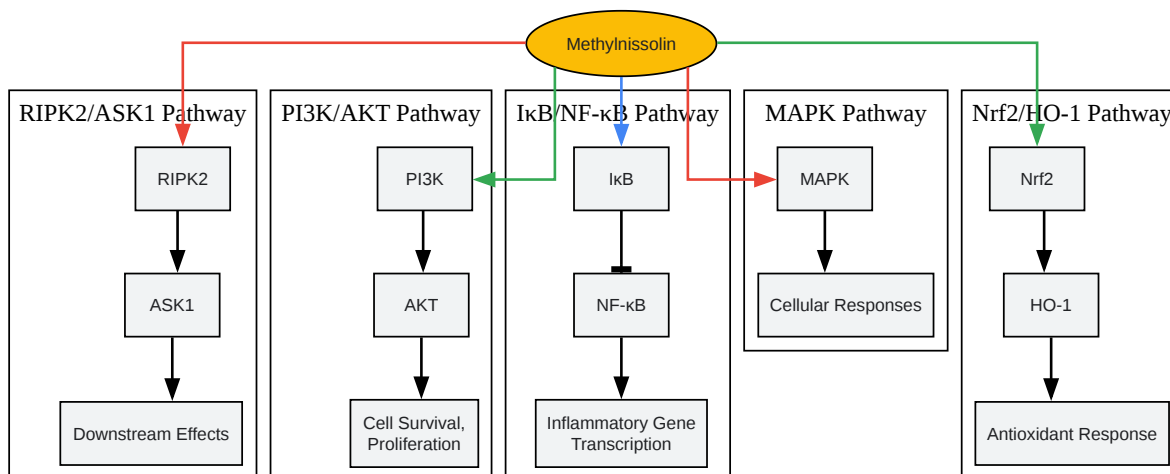 Methylnissolin
RIPK2/ASK1 Pathway
PI3K/AKT Pathway
IκB/NF-κB Pathway
MAPK Pathway
Nrf2/HO-1 Pathway
RIPK2
PI3K
IκB
MAPK
Nrf2
ASK1
AKT
NF-κB
Cellular Responses
HO-1
Downstream Effects
Cell Survival,
Proliferation
Inflammatory Gene
Transcription
Antioxidant Response